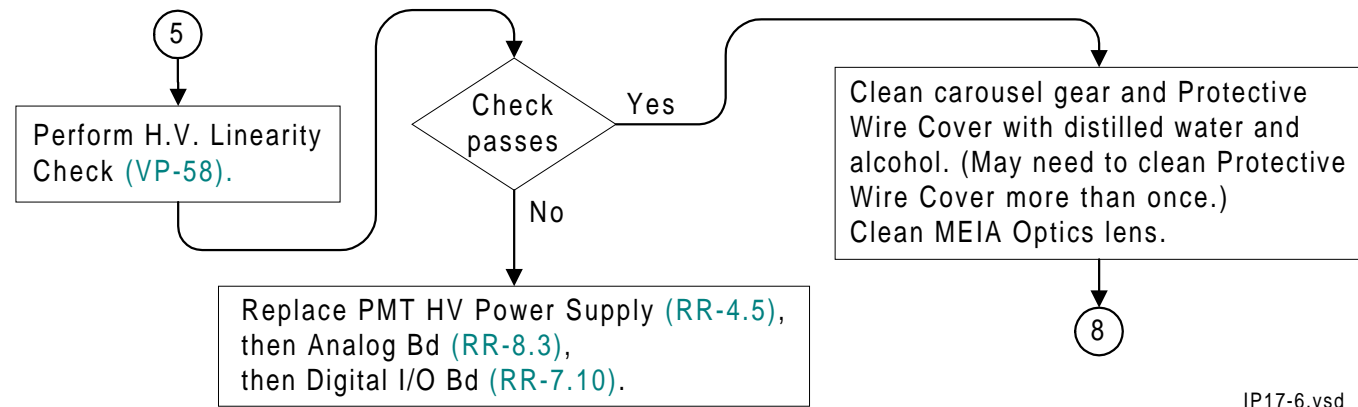 5
Perform H.V. Linearity
Check (VP-58).
Check
passes
Yes
No
Replace PMT HV Power Supply (RR-4.5),
then Analog Bd (RR-8.3),
then Digital I/O Bd (RR-7.10).
Clean carousel gear and Protective
Wire Cover with distilled water and
alcohol. (May need to clean Protective
Wire Cover more than once.)
Clean MEIA Optics lens.
8
IP17-6.vsd